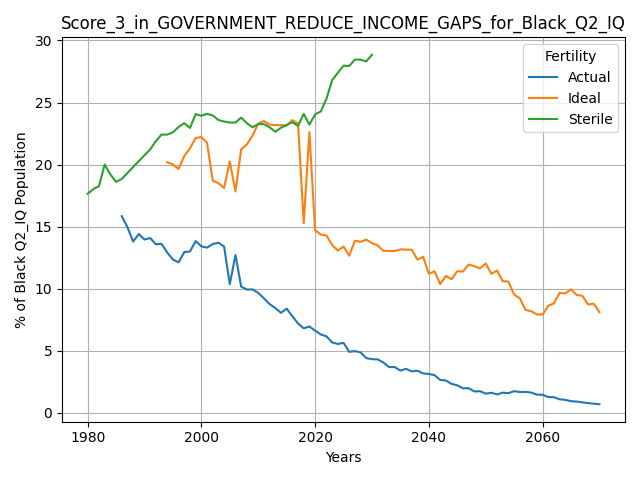 Score_3_in_GOVERNMENT_REDUCE_INCOME_GAPS_for_Black_Q2_IQ
% of Black Q2_IQ Population
30
25
20
15
10
5
0
Fertility
Actual
Ideal
Sterile
1980
2000
2020
2040
2060
Years